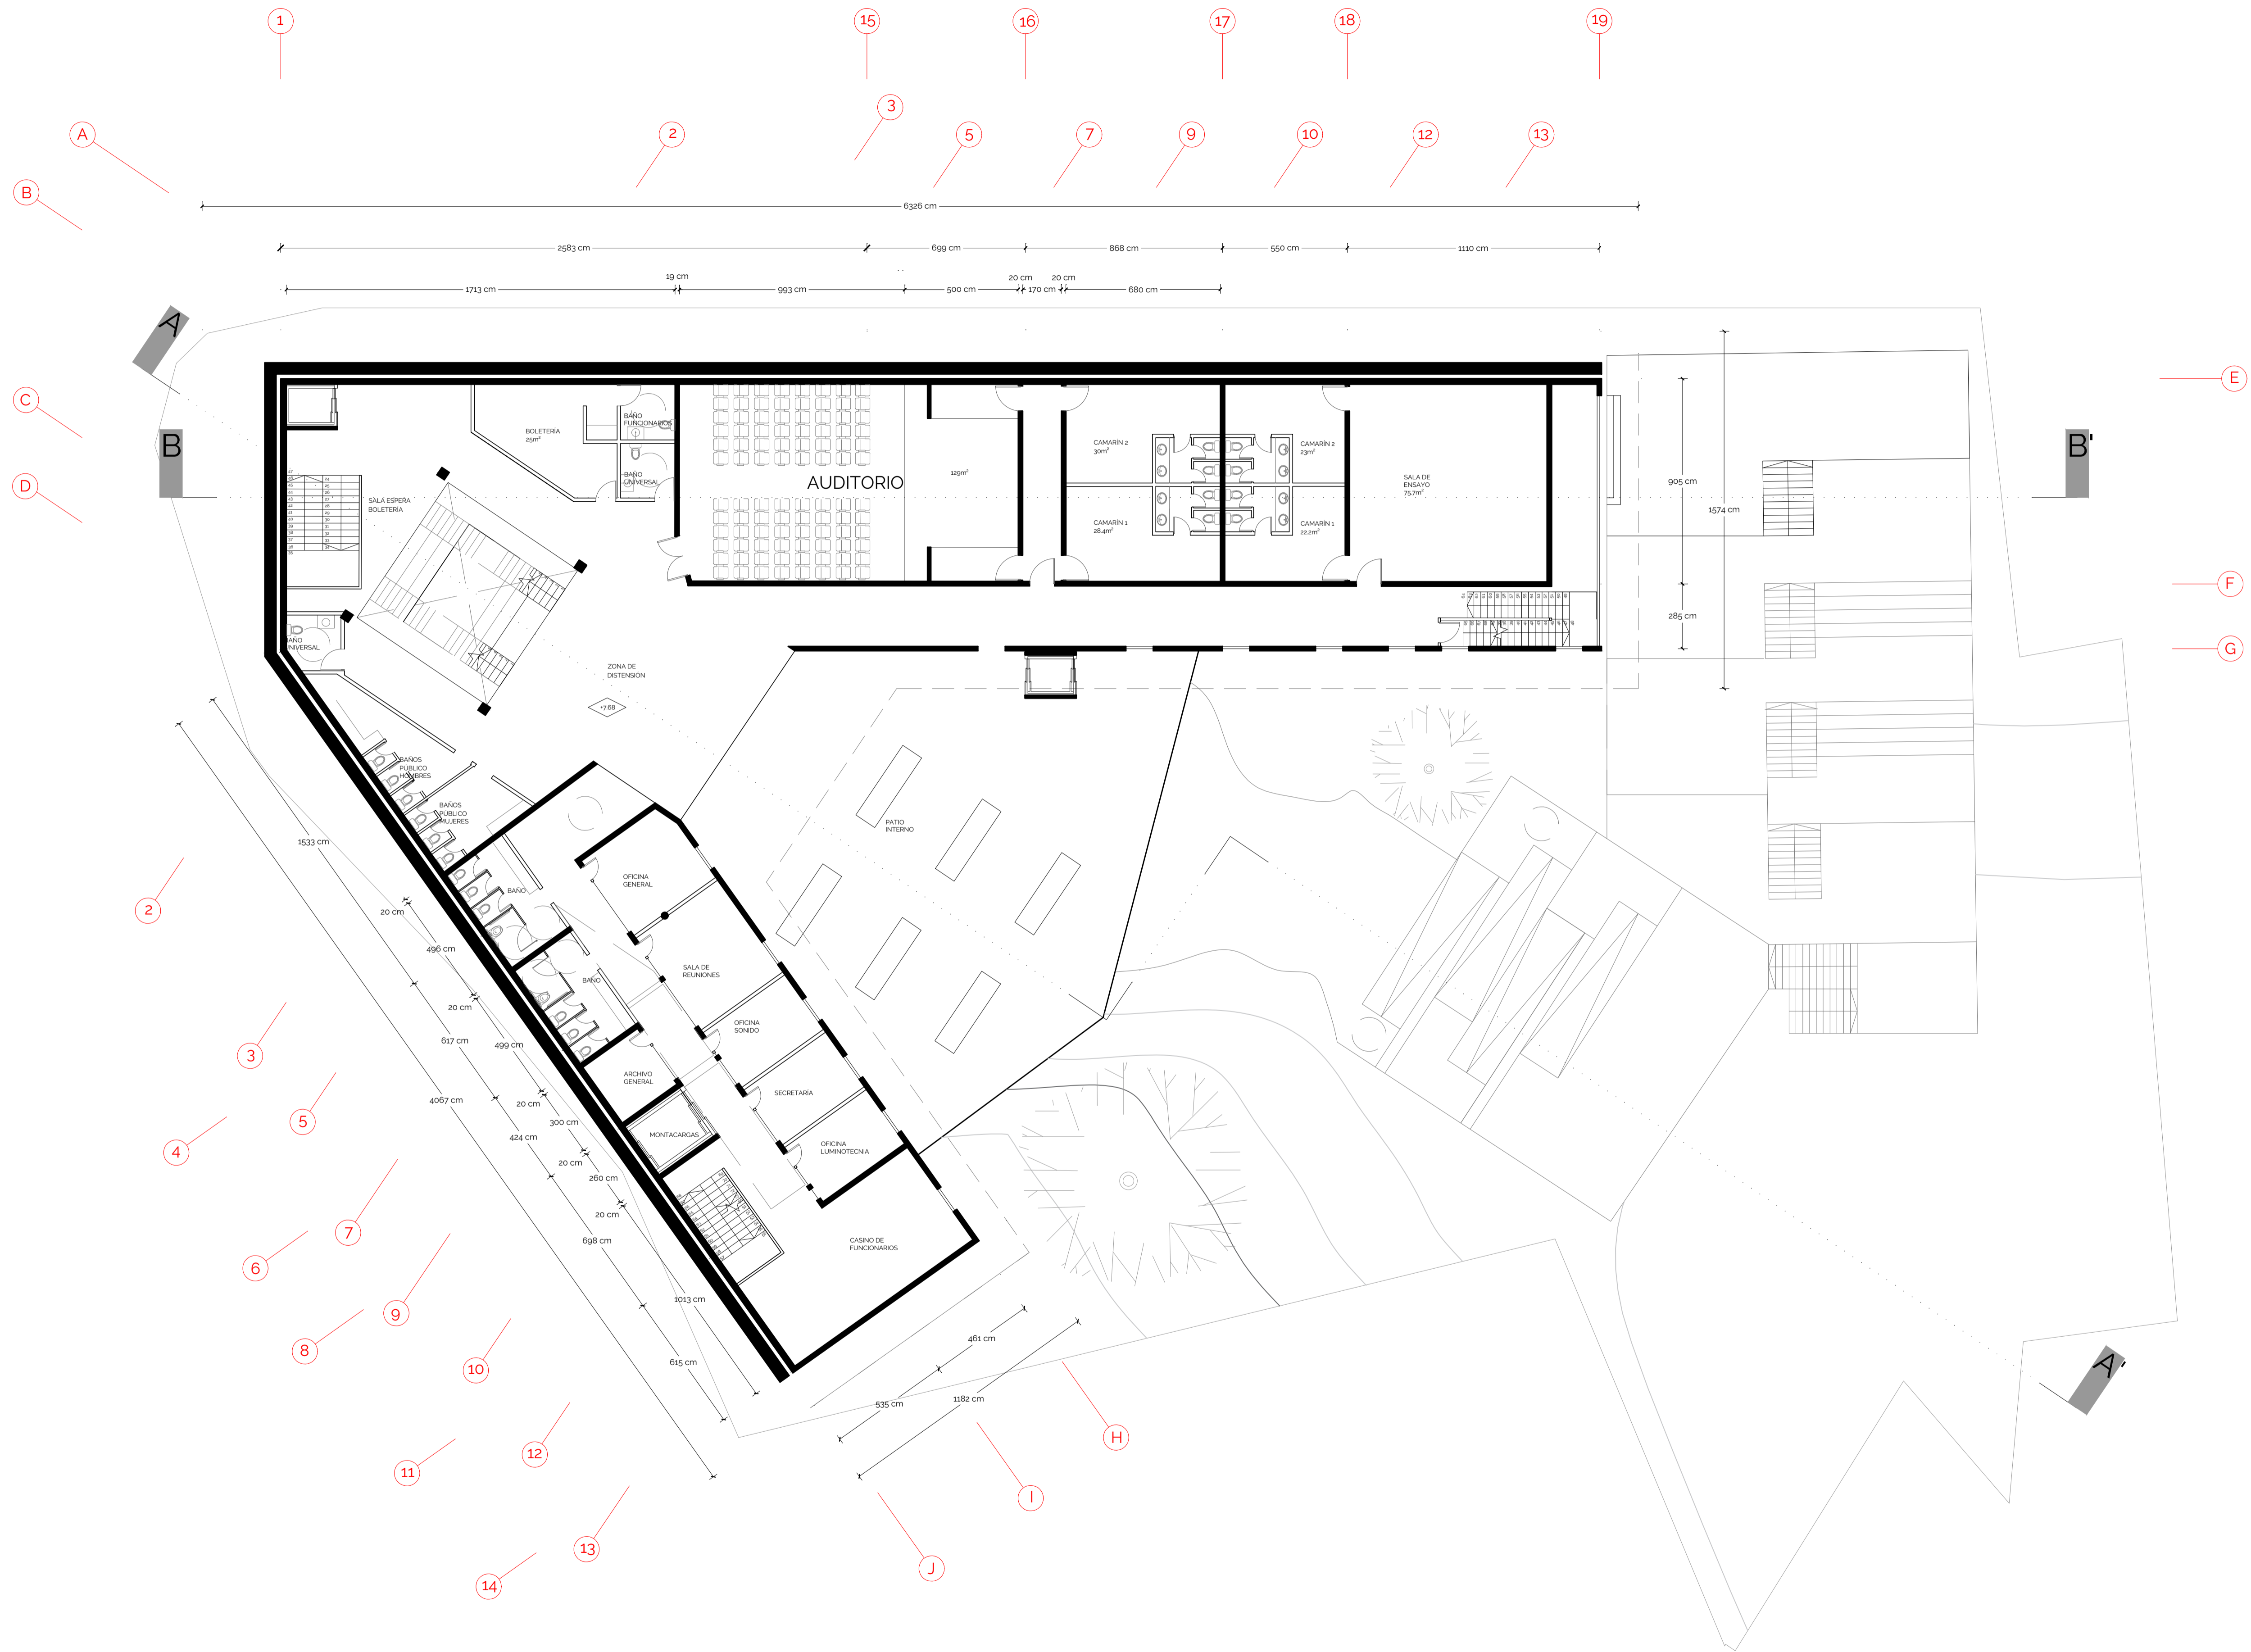 1
15
16
17
18
19
3
A
2
5
7
9
10
12
13
B
6326 cm
2583 cm
699 cm
868 cm
550 cm
1110 cm
19 cm
20 cm
20 cm
1713 cm
993 cm
500 cm
170 cm
680 cm
A
E
C
B
B'
D
BAÑO
FUNCIONARIOS
BOLETERÍA
25m²
CAMARÍN 2
30m²
CAMARÍN 2
23m²
BAÑO
UNIVERSAL
129m²
AUDITORIO
SALA DE
ENSAYO
75.7m²
905 cm
1574 cm
SALA ESPERA
BOLETERÍA
CAMARÍN 1
28.4m²
CAMARÍN 1
22.2m²
F
285 cm
BAÑO
UNIVERSAL
G
ZONA DE
DISTENSIÓN
+7.68
BAÑOS
PÚBLICO
HOMBRES
BAÑOS
PÚBLICO
MUJERES
PATIO
INTERNO
1533 cm
OFICINA
GENERAL
BAÑO
2
20 cm
496 cm
SALA DE
REUNIONES
BAÑO
20 cm
OFICINA
SONIDO
617 cm
499 cm
3
ARCHIVO
GENERAL
SECRETARÍA
4067 cm
20 cm
5
300 cm
MONTACARGAS
424 cm
OFICINA
LUMINOTECNIA
4
20 cm
260 cm
20 cm
7
698 cm
CASINO DE
FUNCIONARIOS
6
1013 cm
9
461 cm
8
615 cm
10
1182 cm
535 cm
A'
H
12
11
I
13
J
14